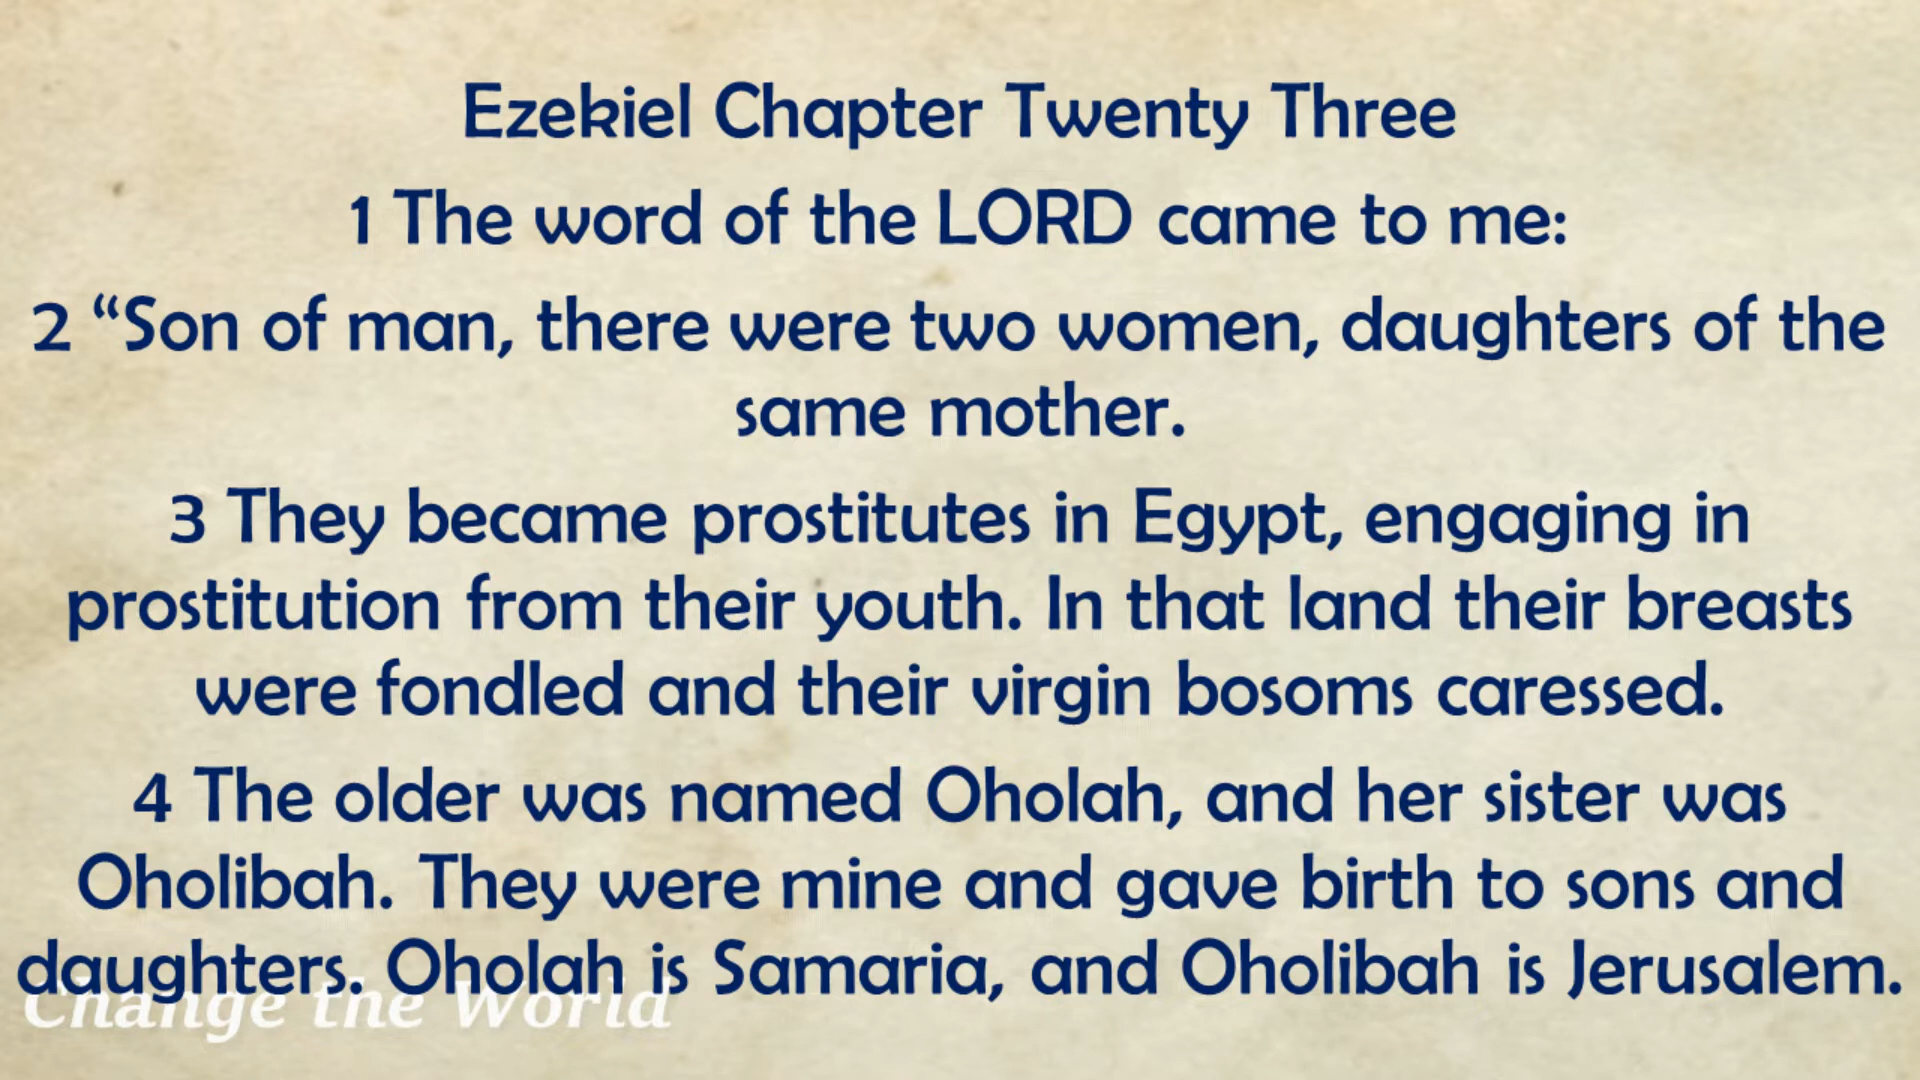 Ezekiel Chapter Twenty Three
1 The word of the LORD came to me:
2 “Son of man, there were two women, daughters of the
same mother.
3 They became prostitutes in Egypt, engaging in
prostitution from their youth. In that land their breasts
were fondled and their virgin bosoms caressed.
4 The older was named Oholah, and her sister was
Oholibah. They were mine and gave birth to sons and
daughters. Oholah is Samaria, and Oholibah is Jerusalem.
Change the World